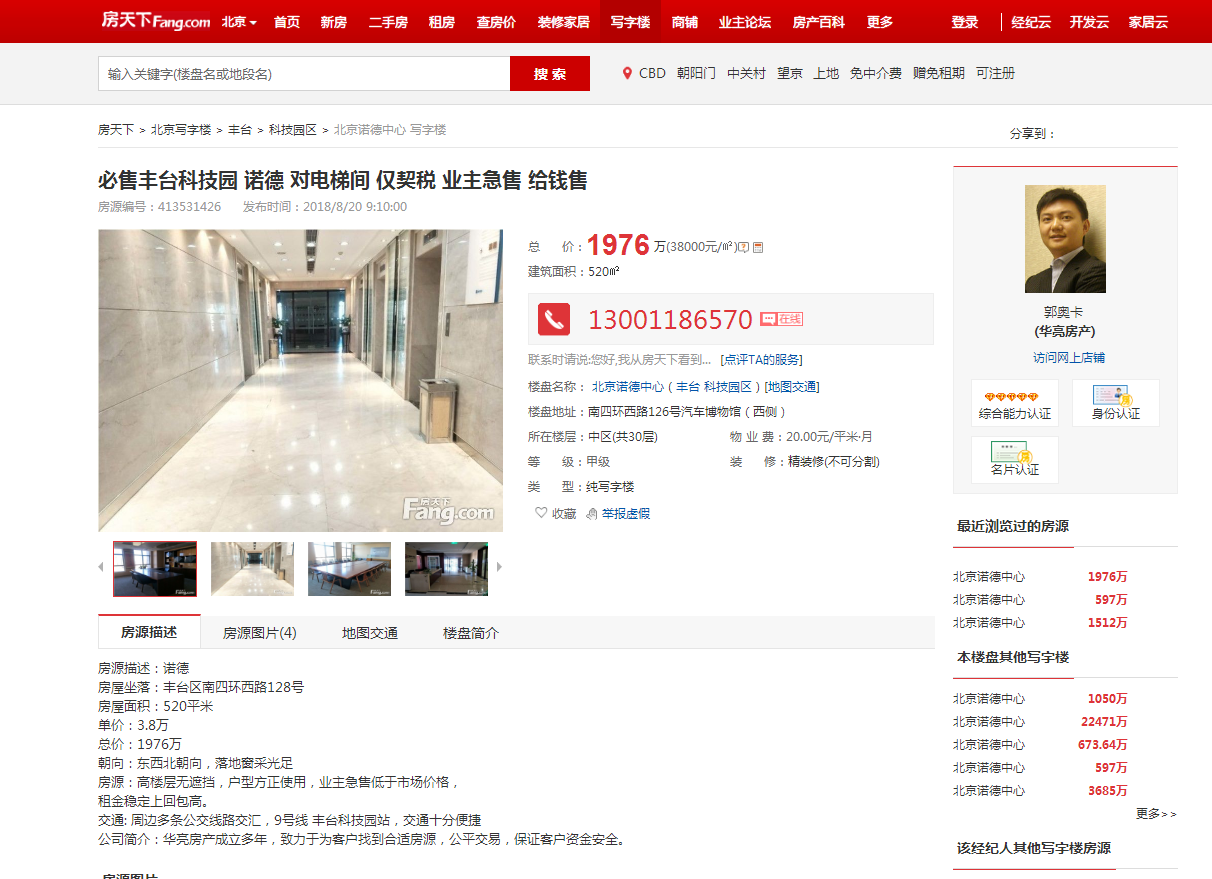 房天下Fang.com 北京 首页 新房 二手房 租房 查房价 装修家居 写字楼 商铺 业主论坛 房产百科 更多 登录 经纪云 开发云 家居云
输入关键字(楼盘名或地段名) 搜 索 CBD 朝阳门 中关村 望京 上地 免中介费 赠免租期 可注册
房天下 > 北京写字楼 > 丰台 > 科技园区 > 北京诺德中心 写字楼
分享到：
必售丰台科技园 诺德 对电梯间 仅契税 业主急售 给钱售
房源编号：413531426 发布时间：2018/8/20 9:10:00
房天下
Fang.com
总 价：1976 万(38000元/㎡)
建筑面积：520㎡
13001186570 在线
联系时请说:您好,我从房天下看到... [点评TA的服务]
楼盘名称： 北京诺德中心（丰台 科技园区）[地图交通]
楼盘地址：南四环西路126号汽车博物馆（西侧）
所在楼层：中区(共30层) 物 业 费：20.00元/平米·月
等 级：甲级 装 修：精装修(不可分割)
类 型：纯写字楼
收藏 举报虚假
房源描述 房源图片(4) 地图交通 楼盘简介
房源描述：诺德
房屋坐落：丰台区南四环西路128号
房屋面积：520平米
单价：3.8万
总价：1976万
朝向：东西北朝向，落地窗采光足
房源：高楼层无遮挡，户型方正使用，业主急售低于市场价格，
租金稳定上回包高。
交通: 周边多条公交线路交汇，9号线 丰台科技园站，交通十分便捷
公司简介：华亮房产成立多年，致力于为客户找到合适房源，公平交易，保证客户资金安全。
房源图片
郭奥卡
(华亮房产)
访问网上店铺
综合能力认证 身份认证
名片认证
最近浏览过的房源
北京诺德中心 1976万
北京诺德中心 597万
北京诺德中心 1512万
本楼盘其他写字楼
北京诺德中心 1050万
北京诺德中心 22471万
北京诺德中心 673.64万
北京诺德中心 597万
北京诺德中心 3685万
更多>>
该经纪人其他写字楼房源